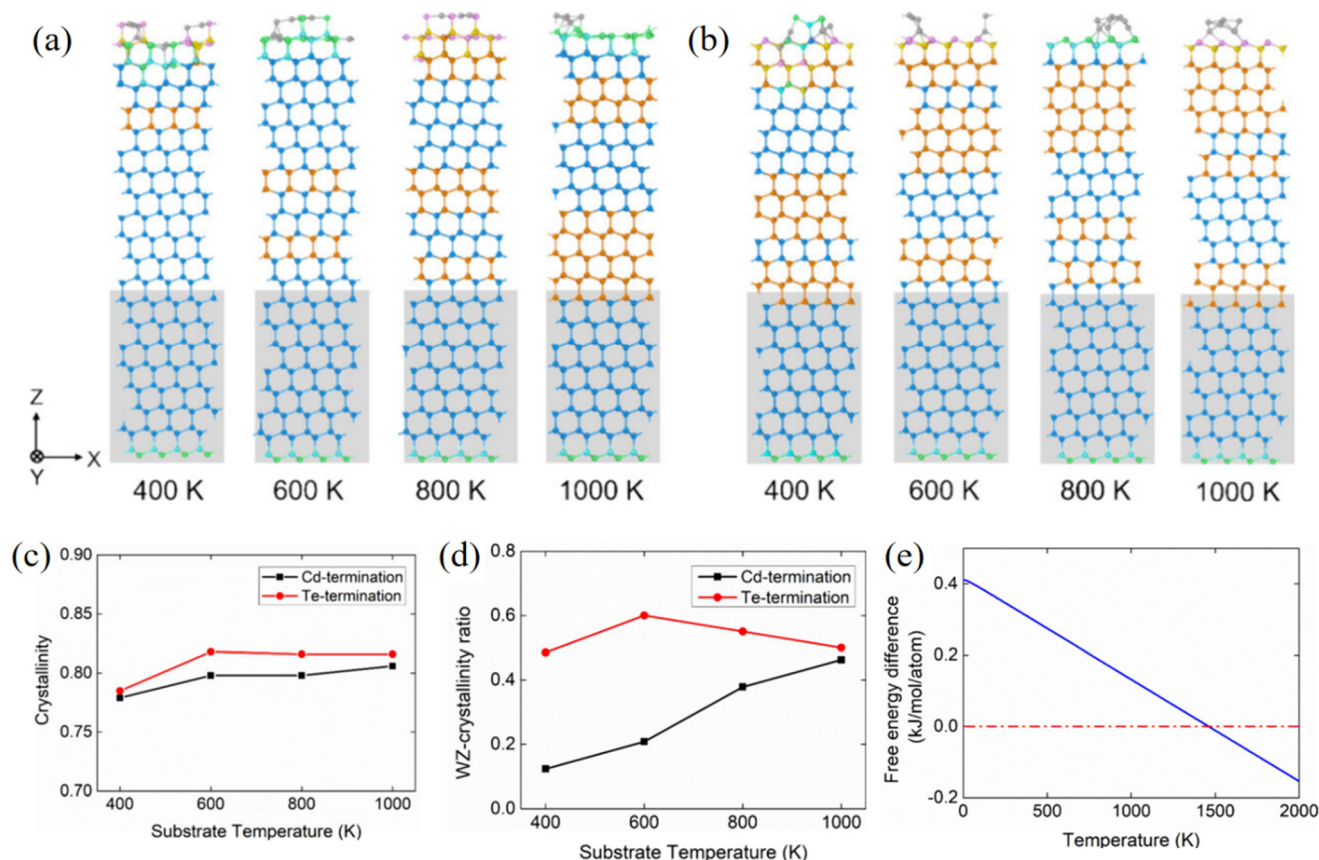 (a)
(b)
Z
Y
X
400 K
600 K
800 K
1000 K
400 K
600 K
800 K
1000 K
(c)
0.90
0.85
0.80
0.75
0.70
Crystallinity
Cd-termination
Te-termination
400
600
800
1000
Substrate Temperature (K)
(d)
0.8
0.6
0.4
0.2
0.0
WZ-crystallinity ratio
Cd-termination
Te-termination
400
600
800
1000
Substrate Temperature (K)
(e)
0.4
0.2
0.0
-0.2
Free energy difference
(kJ/mol/atom)
0
500
1000
1500
2000
Temperature (K)